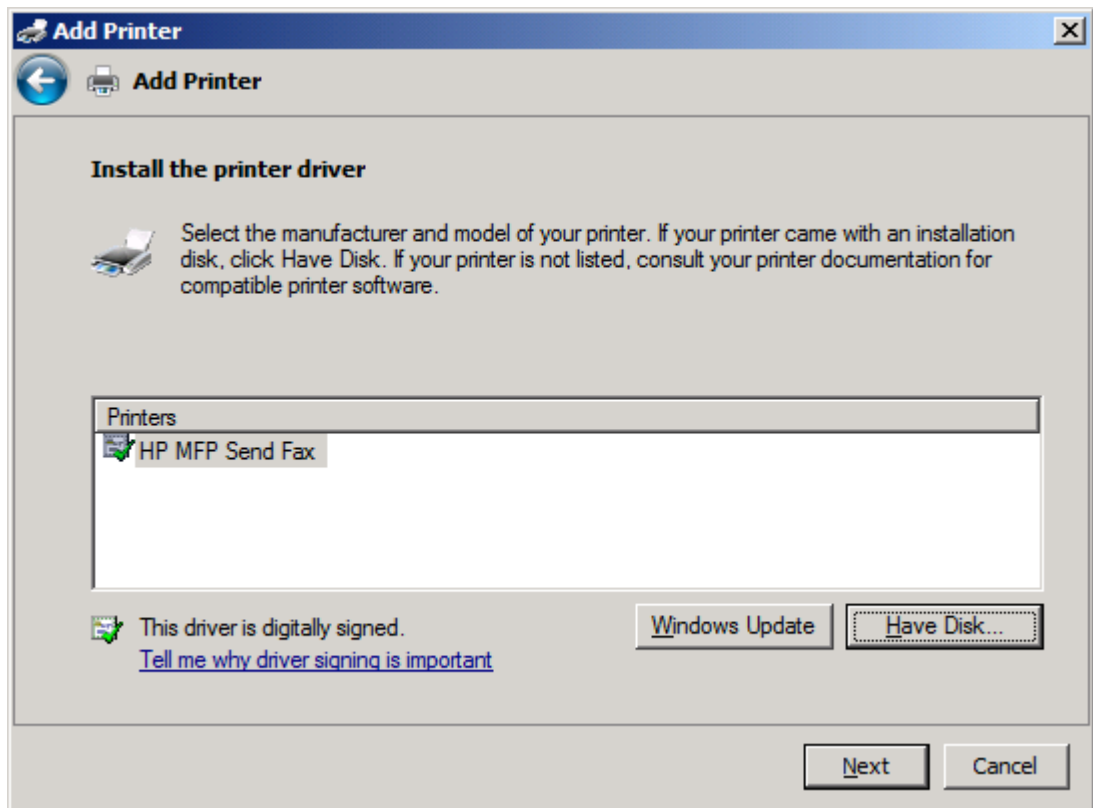 Add Printer
Add Printer
Install the printer driver
Select the manufacturer and model of your printer. If your printer came with an installation
disk, click Have Disk. If your printer is not listed, consult your printer documentation for
compatible printer software.
Printers
HP MFP Send Fax
This driver is digitally signed.
Tell me why driver signing is important
Windows Update
Have Disk...
Next
Cancel